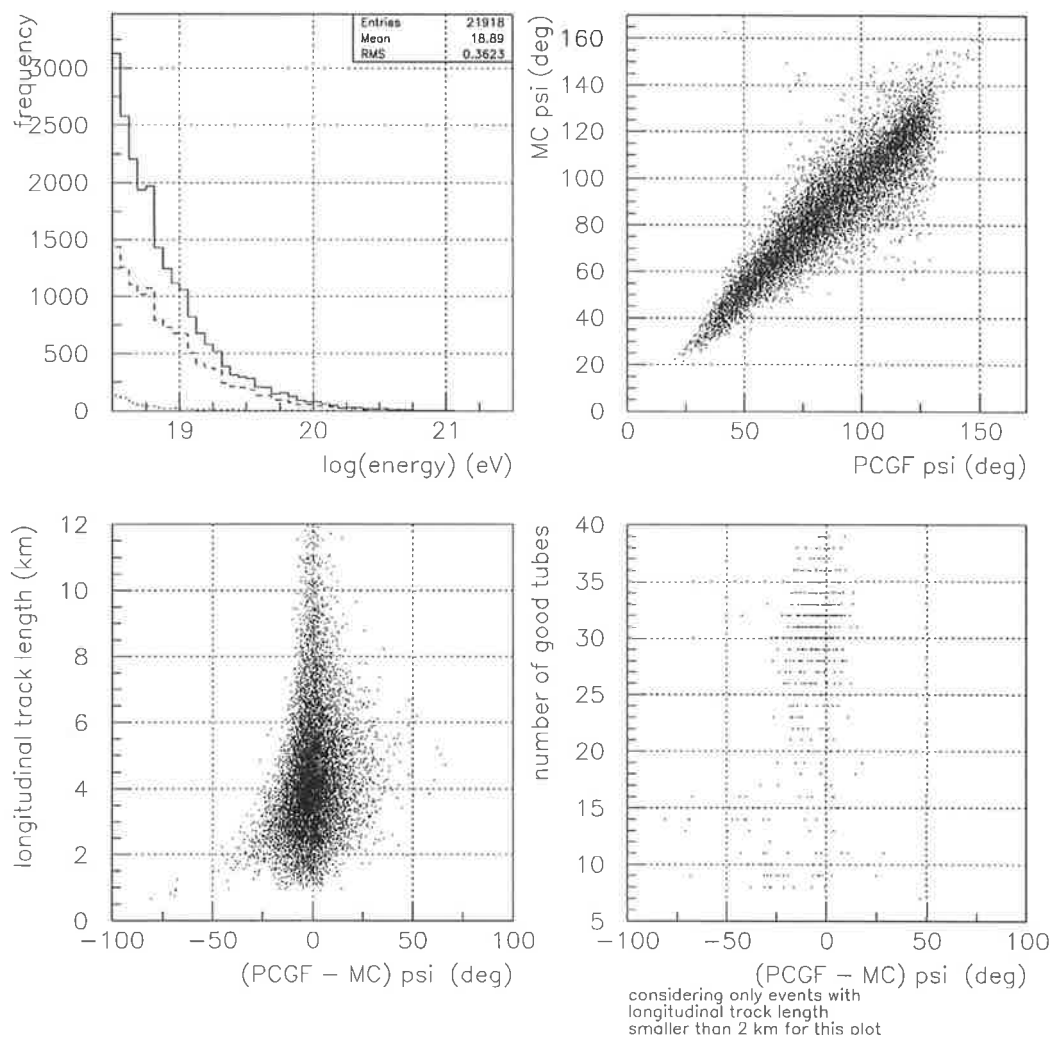 Entries 21918
Mean 18.89
RMS 0.3623
frequency
3000
2500
2000
1500
1000
500
0
19 20 21
log(energy) (eV)
MC psi (deg)
160
140
120
100
80
60
40
20
0
0 50 100 150
PCGF psi (deg)
longitudinal track length (km)
12
10
8
6
4
2
0
-100 -50 0 50 100
(PCGF - MC) psi (deg)
number of good tubes
40
35
30
25
20
15
10
5
-100 -50 0 50 100
(PCGF - MC) psi (deg)
considering only events with
longitudinal track length
smaller than 2 km for this plot